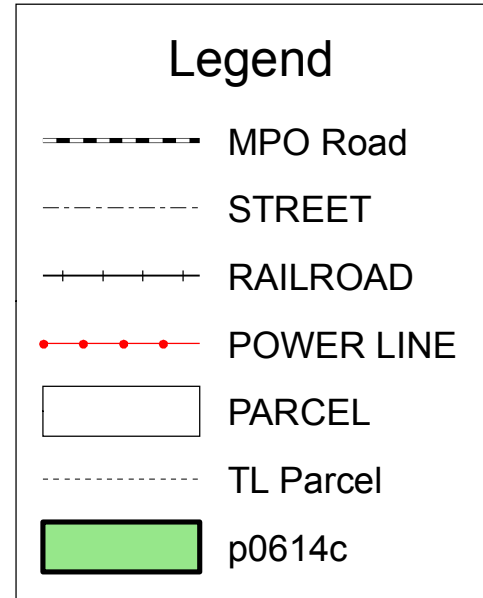 Legend
MPO Road
STREET
RAILROAD
POWER LINE
PARCEL
TL Parcel
p0614c